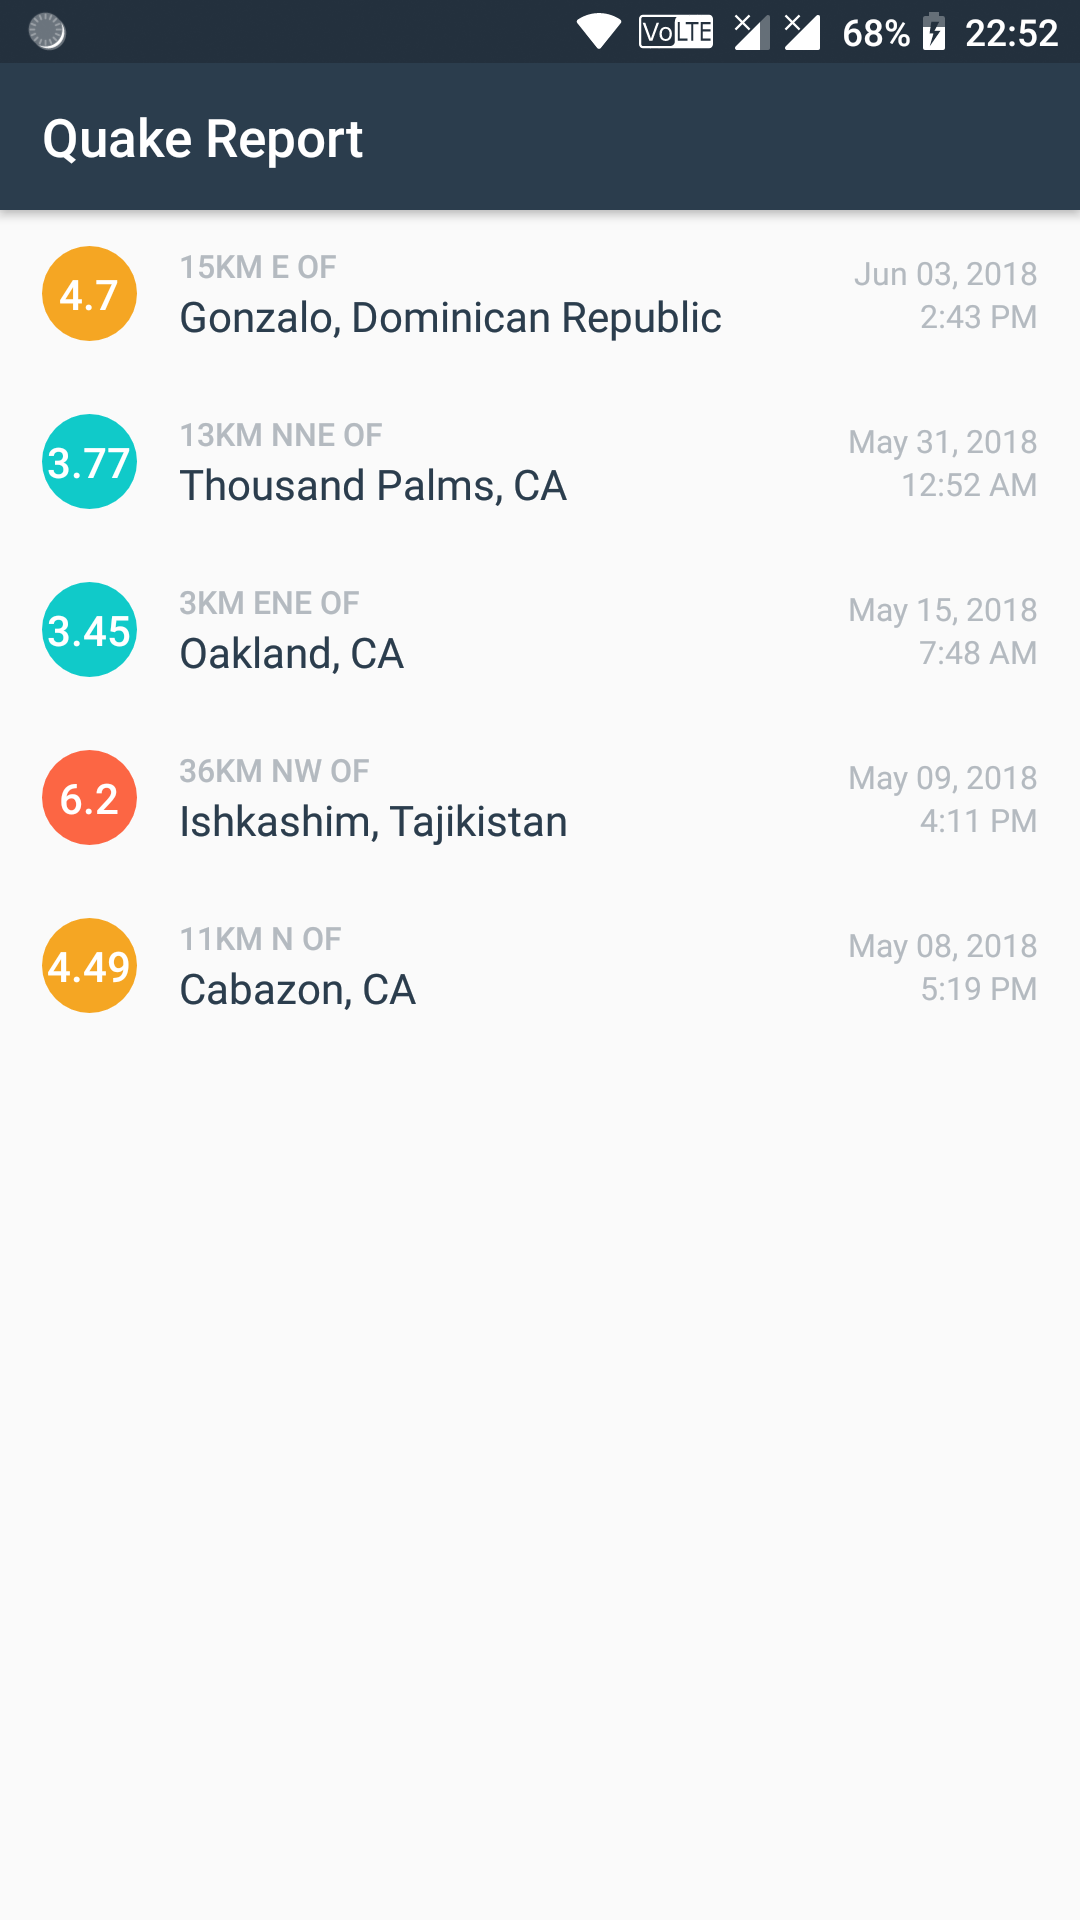 VoLTE 68% 22:52
Quake Report
4.7 15KM E OF Jun 03, 2018
Gonzalo, Dominican Republic 2:43 PM
3.77 13KM NNE OF May 31, 2018
Thousand Palms, CA 12:52 AM
3.45 3KM ENE OF May 15, 2018
Oakland, CA 7:48 AM
6.2 36KM NW OF May 09, 2018
Ishkashim, Tajikistan 4:11 PM
4.49 11KM N OF May 08, 2018
Cabazon, CA 5:19 PM